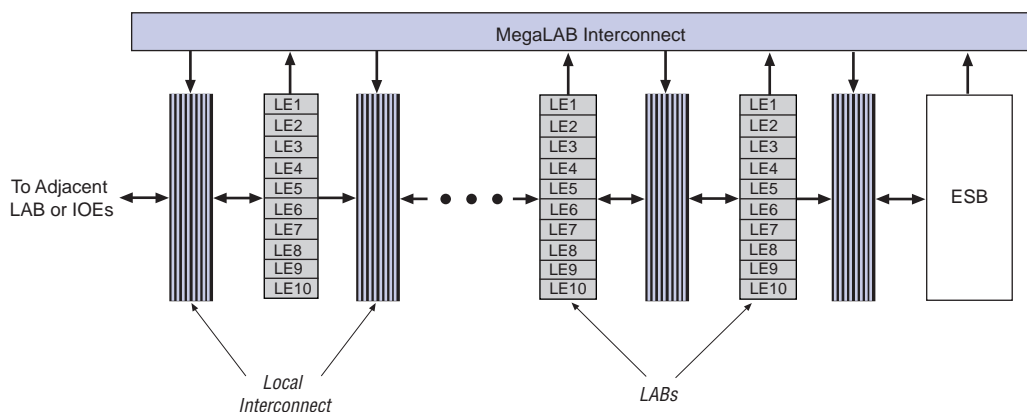 MegaLAB Interconnect
LE1
LE2
LE3
LE4
LE5
LE6
LE7
LE8
LE9
LE10
LE1
LE2
LE3
LE4
LE5
LE6
LE7
LE8
LE9
LE10
LE1
LE2
LE3
LE4
LE5
LE6
LE7
LE8
LE9
LE10
To Adjacent
LAB or IOEs
ESB
Local
Interconnect
LABs